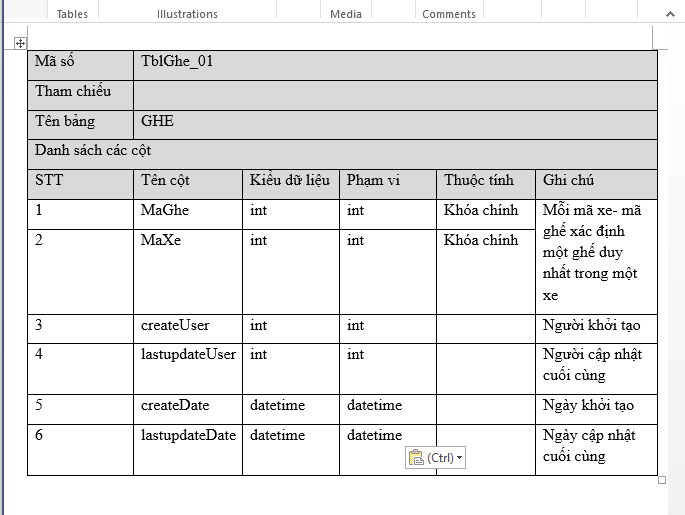 Tables Illustrations Media Comments
Mã số TblGhe_01
Tham chiếu
Tên bảng GHE
Danh sách các cột
STT Tên cột Kiểu dữ liệu Phạm vi Thuộc tính Ghi chú
1 MaGhe int int Khóa chính Mỗi mã xe- mã
ghế xác định
2 MaXe int int Khóa chính một ghế duy
nhất trong một
xe
3 createUser int int Người khởi tạo
4 lastupdateUser int int Người cập nhật
cuối cùng
5 createDate datetime datetime Ngày khởi tạo
6 lastupdateDate datetime datetime Ngày cập nhật
cuối cùng
(Ctrl)